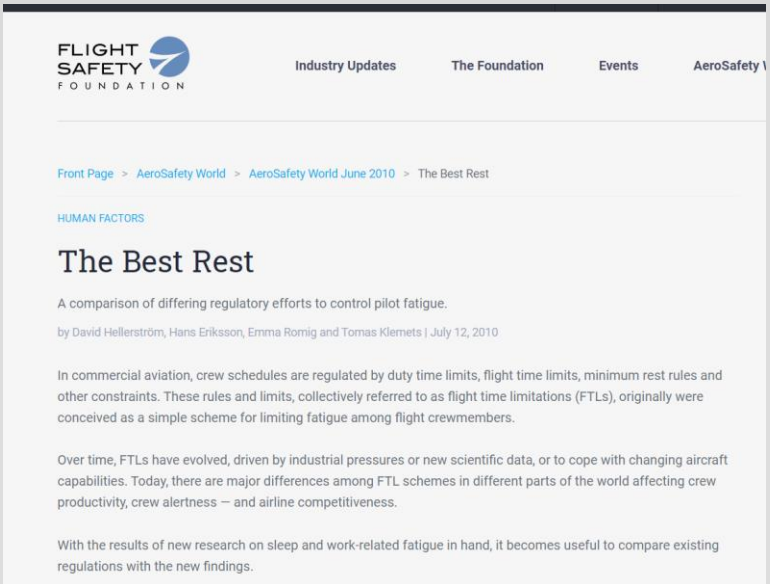 FLIGHT
SAFETY
FOUNDATION
Industry Updates The Foundation Events AeroSafety
Front Page > AeroSafety World > AeroSafety World June 2010 > The Best Rest
HUMAN FACTORS
The Best Rest
A comparison of differing regulatory efforts to control pilot fatigue.
by David Hellerström, Hans Eriksson, Emma Romig and Tomas Klemets | July 12, 2010
In commercial aviation, crew schedules are regulated by duty time limits, flight time limits, minimum rest rules and
other constraints. These rules and limits, collectively referred to as flight time limitations (FTLs), originally were
conceived as a simple scheme for limiting fatigue among flight crewmembers.
Over time, FTLs have evolved, driven by industrial pressures or new scientific data, or to cope with changing aircraft
capabilities. Today, there are major differences among FTL schemes in different parts of the world affecting crew
productivity, crew alertness — and airline competitiveness.
With the results of new research on sleep and work-related fatigue in hand, it becomes useful to compare existing
regulations with the new findings.